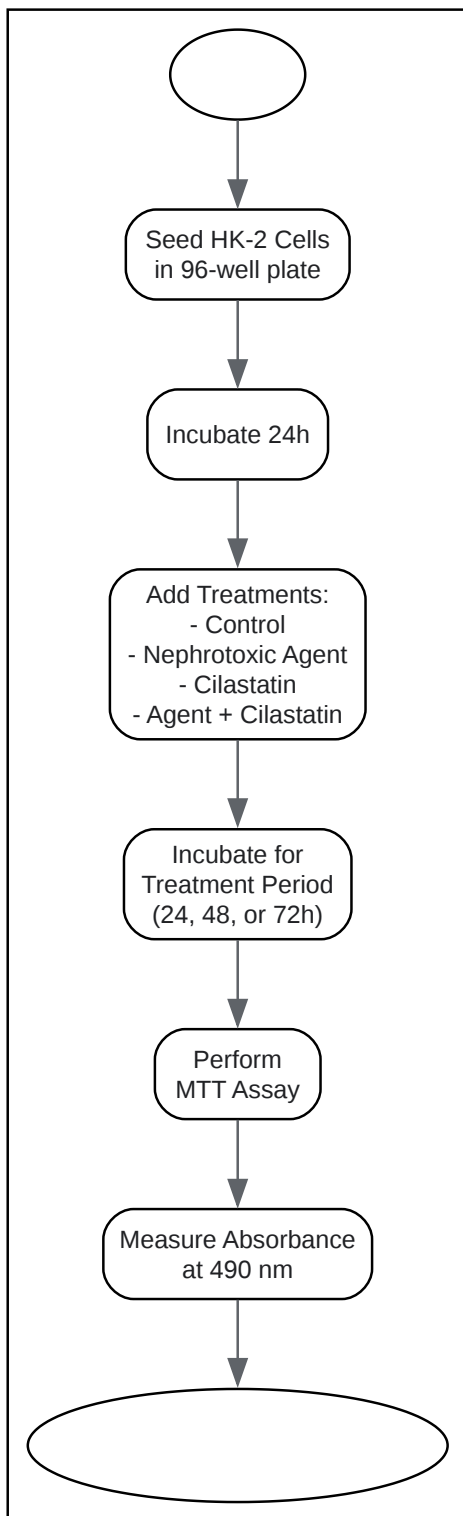 Seed HK-2 Cells
in 96-well plate
Incubate 24h
Add Treatments:
- Control
- Nephrotoxic Agent
- Cilastatin
- Agent + Cilastatin
Incubate for
Treatment Period
(24, 48, or 72h)
Perform
MTT Assay
Measure Absorbance
at 490 nm